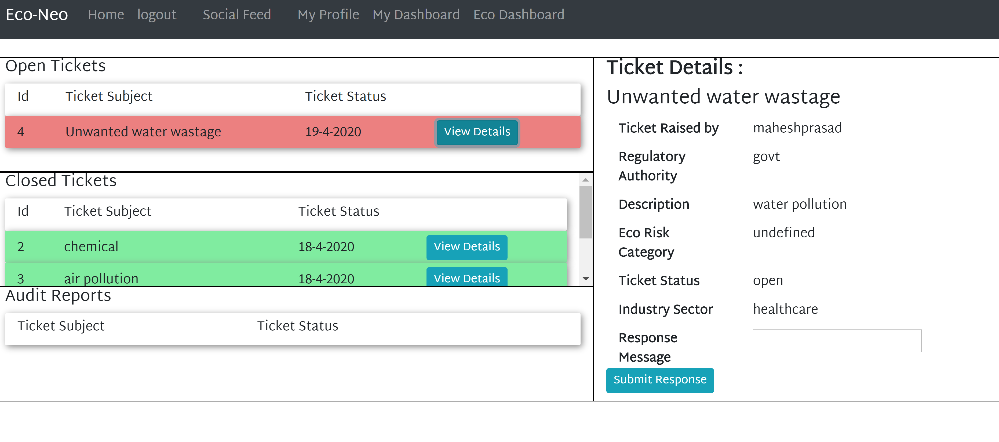 Eco-Neo Home logout Social Feed My Profile My Dashboard Eco Dashboard
Open Tickets
Id Ticket Subject Ticket Status
4 Unwanted water wastage 19-4-2020 View Details
Closed Tickets
Id Ticket Subject Ticket Status
2 chemical 18-4-2020 View Details
3 air pollution 18-4-2020 View Details
Audit Reports
Ticket Subject Ticket Status
Ticket Details :
Unwanted water wastage
Ticket Raised by maheshprasad
Regulatory govt
Authority
Description water pollution
Eco Risk undefined
Category
Ticket Status open
Industry Sector healthcare
Response
Message
Submit Response